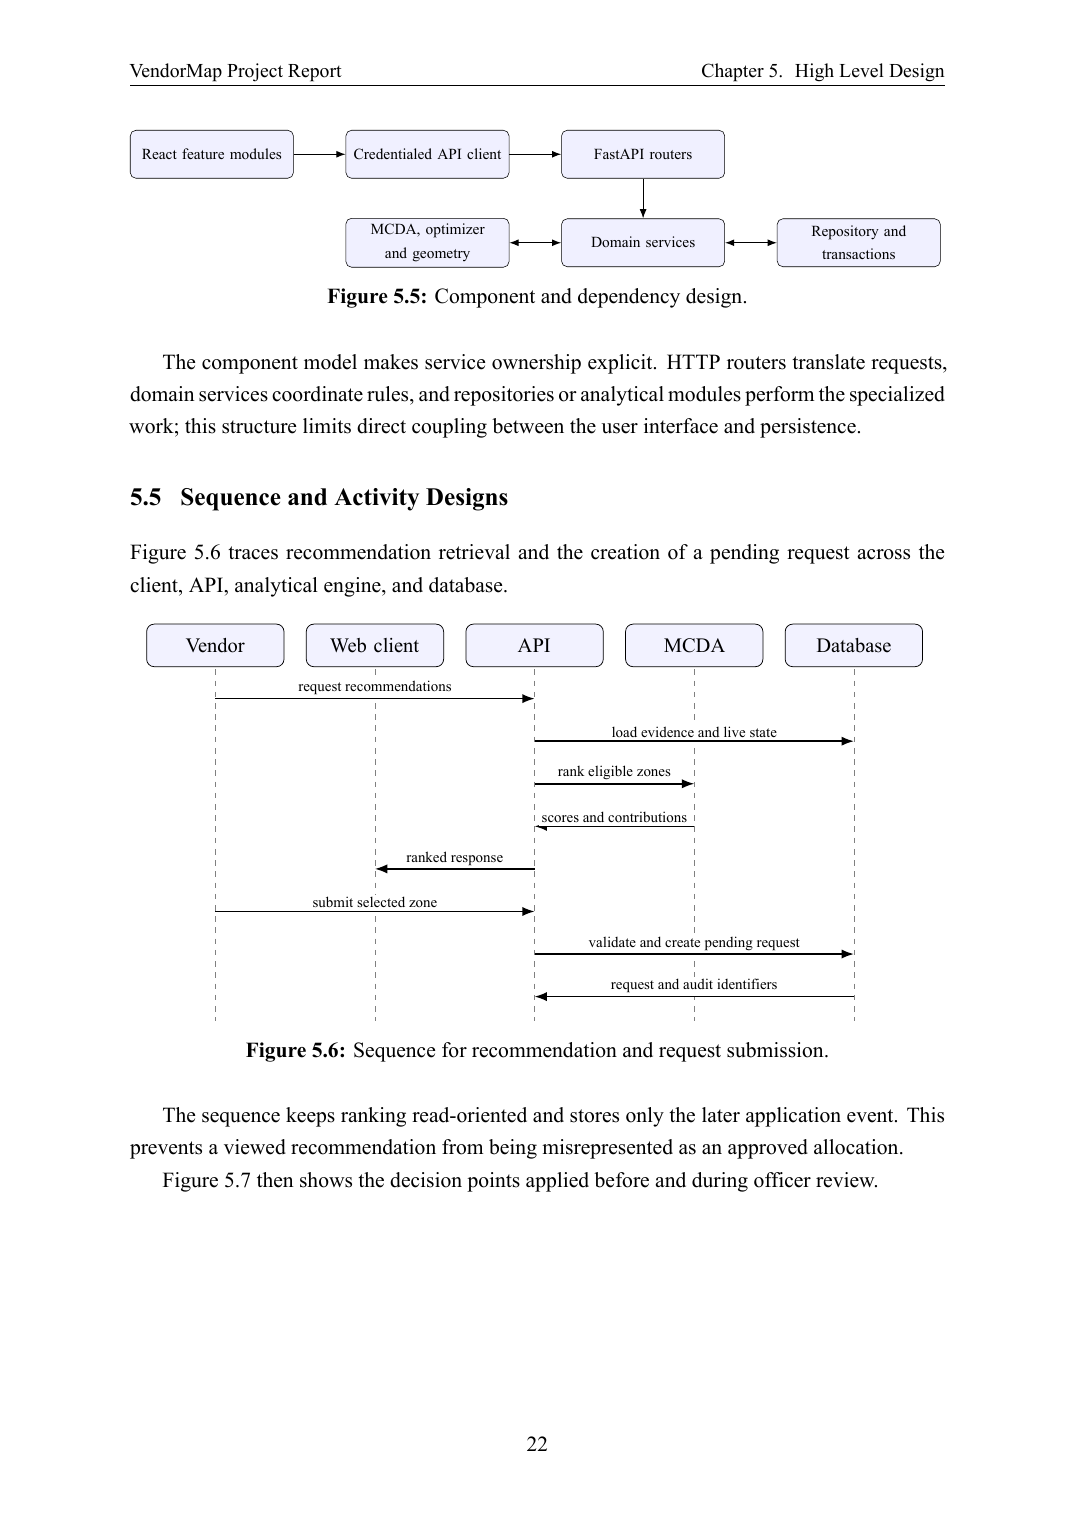 VendorMap Project Report Chapter 5. High Level Design
React feature modules
Credentialed API client
FastAPI routers
MCDA, optimizer
and geometry
Domain services
Repository and
transactions
Figure 5.5: Component and dependency design.
The component model makes service ownership explicit. HTTP routers translate requests,
domain services coordinate rules, and repositories or analytical modules perform the specialized
work; this structure limits direct coupling between the user interface and persistence.
5.5 Sequence and Activity Designs
Figure 5.6 traces recommendation retrieval and the creation of a pending request across the
client, API, analytical engine, and database.
Vendor
Web client
API
MCDA
Database
request recommendations
load evidence and live state
rank eligible zones
scores and contributions
ranked response
submit selected zone
validate and create pending request
request and audit identifiers
Figure 5.6: Sequence for recommendation and request submission.
The sequence keeps ranking read-oriented and stores only the later application event. This
prevents a viewed recommendation from being misrepresented as an approved allocation.
Figure 5.7 then shows the decision points applied before and during officer review.
22